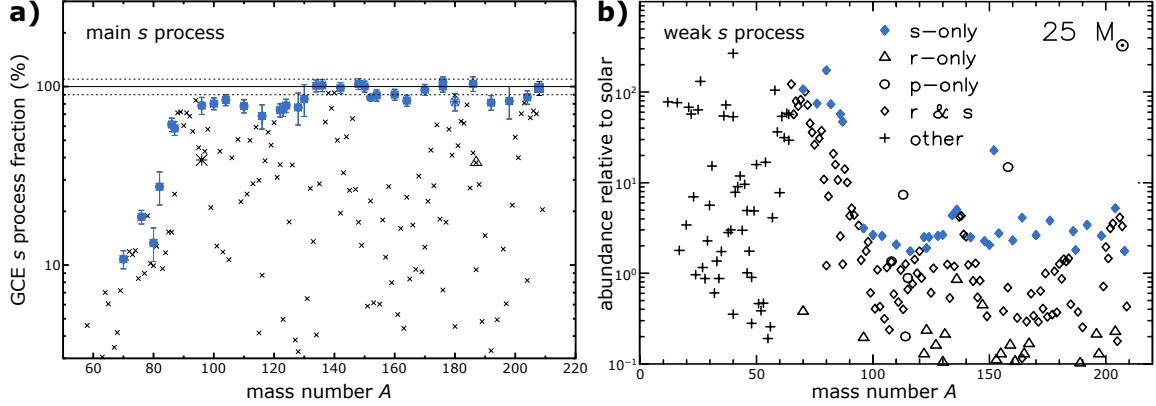 a)
main s process
GCE s process fraction (%)
100
10
60 80 100 120 140 160 180 200 220
mass number A
b)
weak s process
25 M⊙
s-only
r-only
p-only
r & s
other
abundance relative to solar
10²
10¹
10⁰
10⁻¹
0 50 100 150 200
mass number A